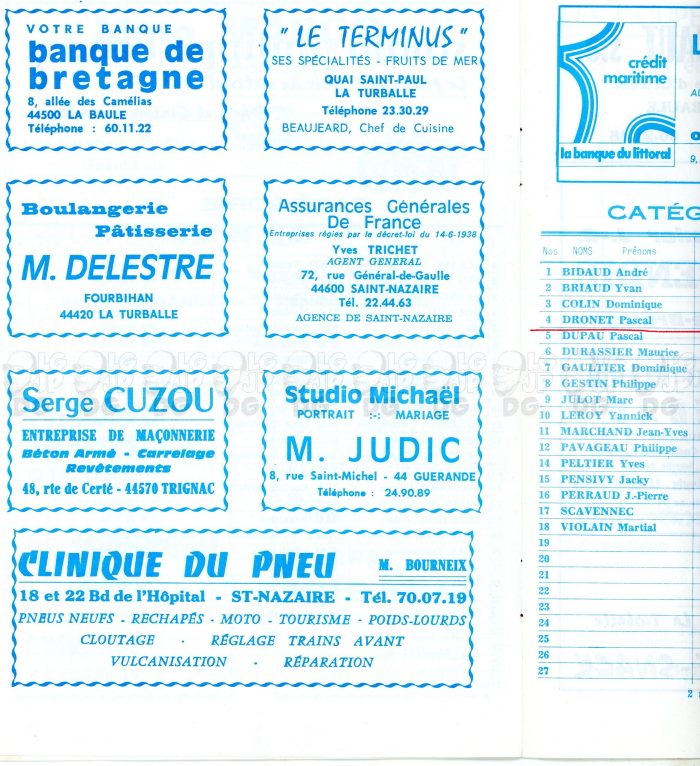 VOTRE BANQUE
banque de
bretagne
8, allée des Camélias
44500 LA BAULE
Téléphone : 60.11.22
"LE TERMINUS"
SES SPÉCIALITÉS - FRUITS DE MER
QUAI SAINT-PAUL
LA TURBALLE
Téléphone 23.30.29
BEAUJEARD, Chef de Cuisine
Boulangerie
Pâtisserie
M. DELESTRE
FOURBIHAN
44420 LA TURBALLE
Assurances Générales
De France
Entreprises régies par le décret-loi du 14-6-1938
Yves TRICHET
AGENT GENERAL
72, rue Général-de-Gaulle
44600 SAINT-NAZAIRE
Tél. 22.44.63
AGENCE DE SAINT-NAZAIRE
Serge CUZOU
ENTREPRISE DE MAÇONNERIE
Béton Armé - Carrelage
Revêtements
48, rte de Certé - 44570 TRIGNAC
Studio Michaël
PORTRAIT :-: MARIAGE
M. JUDIC
8, rue Saint-Michel - 44 GUERANDE
Téléphone : 24.90.89
CLINIQUE DU PNEU M. BOURNEIX
18 et 22 Bd de l'Hôpital - ST-NAZAIRE - Tél. 70.07.19
PNEUS NEUFS - RECHAPÉS - MOTO - TOURISME - POIDS-LOURDS
CLOUTAGE - RÉGLAGE TRAINS AVANT
VULCANISATION - RÉPARATION
crédit
maritime
la banque du littoral
9,
CATÉG
Nos NOMS Prénoms
1 BIDAUD André
2 BRIAUD Yvan
3 COLIN Dominique
4 DRONET Pascal
5 DUPAU Pascal
6 DURASSIER Maurice
7 GAULTIER Dominique
8 GESTIN Philippe
9 JULOT Marc
10 LEROY Yannick
11 MARCHAND Jean-Yves
12 PAVAGEAU Philippe
14 PELTIER Yves
15 PENSIVY Jacky
16 PERRAUD J.-Pierre
17 SCAVENNEC
18 VIOLAIN Martial
19
20
21
22
23
24
25
26
27
2